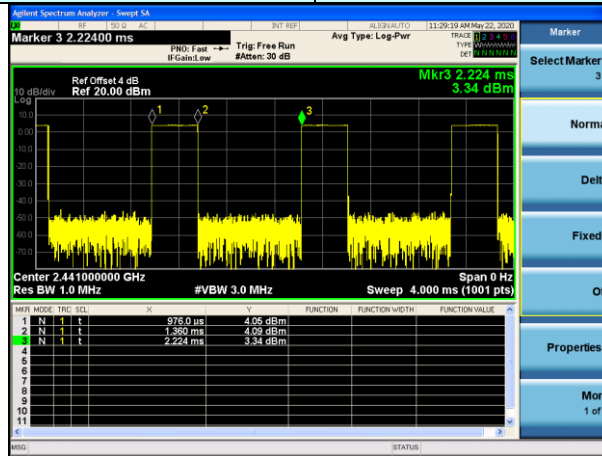 Agilent Spectrum Analyzer - Swept SA
RF 50 Ω AC INT REF ALIGNAUTO 11:29:19 AM May 22, 2020
Marker 3 2.22400 ms
PNO: Fast Trig: Free Run
IFGain:Low #Atten: 30 dB
Avg Type: Log-Pwr
TRACE 1 2 3 4 5 6
TYPE WWWWWW
DET N N N N N N
Marker
Select Marker
3
Mkr3 2.224 ms
3.34 dBm
Ref Offset 4 dB
10 dB/div Ref 20.00 dBm
Log
10.0
0.00
-10.0
-20.0
-30.0
-40.0
-50.0
-60.0
-70.0
1
2
3
Norma
Delt
Fixed
Of
Properties
Mor
1 of
Center 2.441000000 GHz Span 0 Hz
Res BW 1.0 MHz #VBW 3.0 MHz Sweep 4.000 ms (1001 pts)
MKR MODE TRC SCL X Y FUNCTION FUNCTION WIDTH FUNCTION VALUE
1 N 1 t 976.0 µs 4.05 dBm
2 N 1 t 1.360 ms 4.09 dBm
3 N 1 t 2.224 ms 3.34 dBm
4
5
6
7
8
9
10
11
MSG STATUS